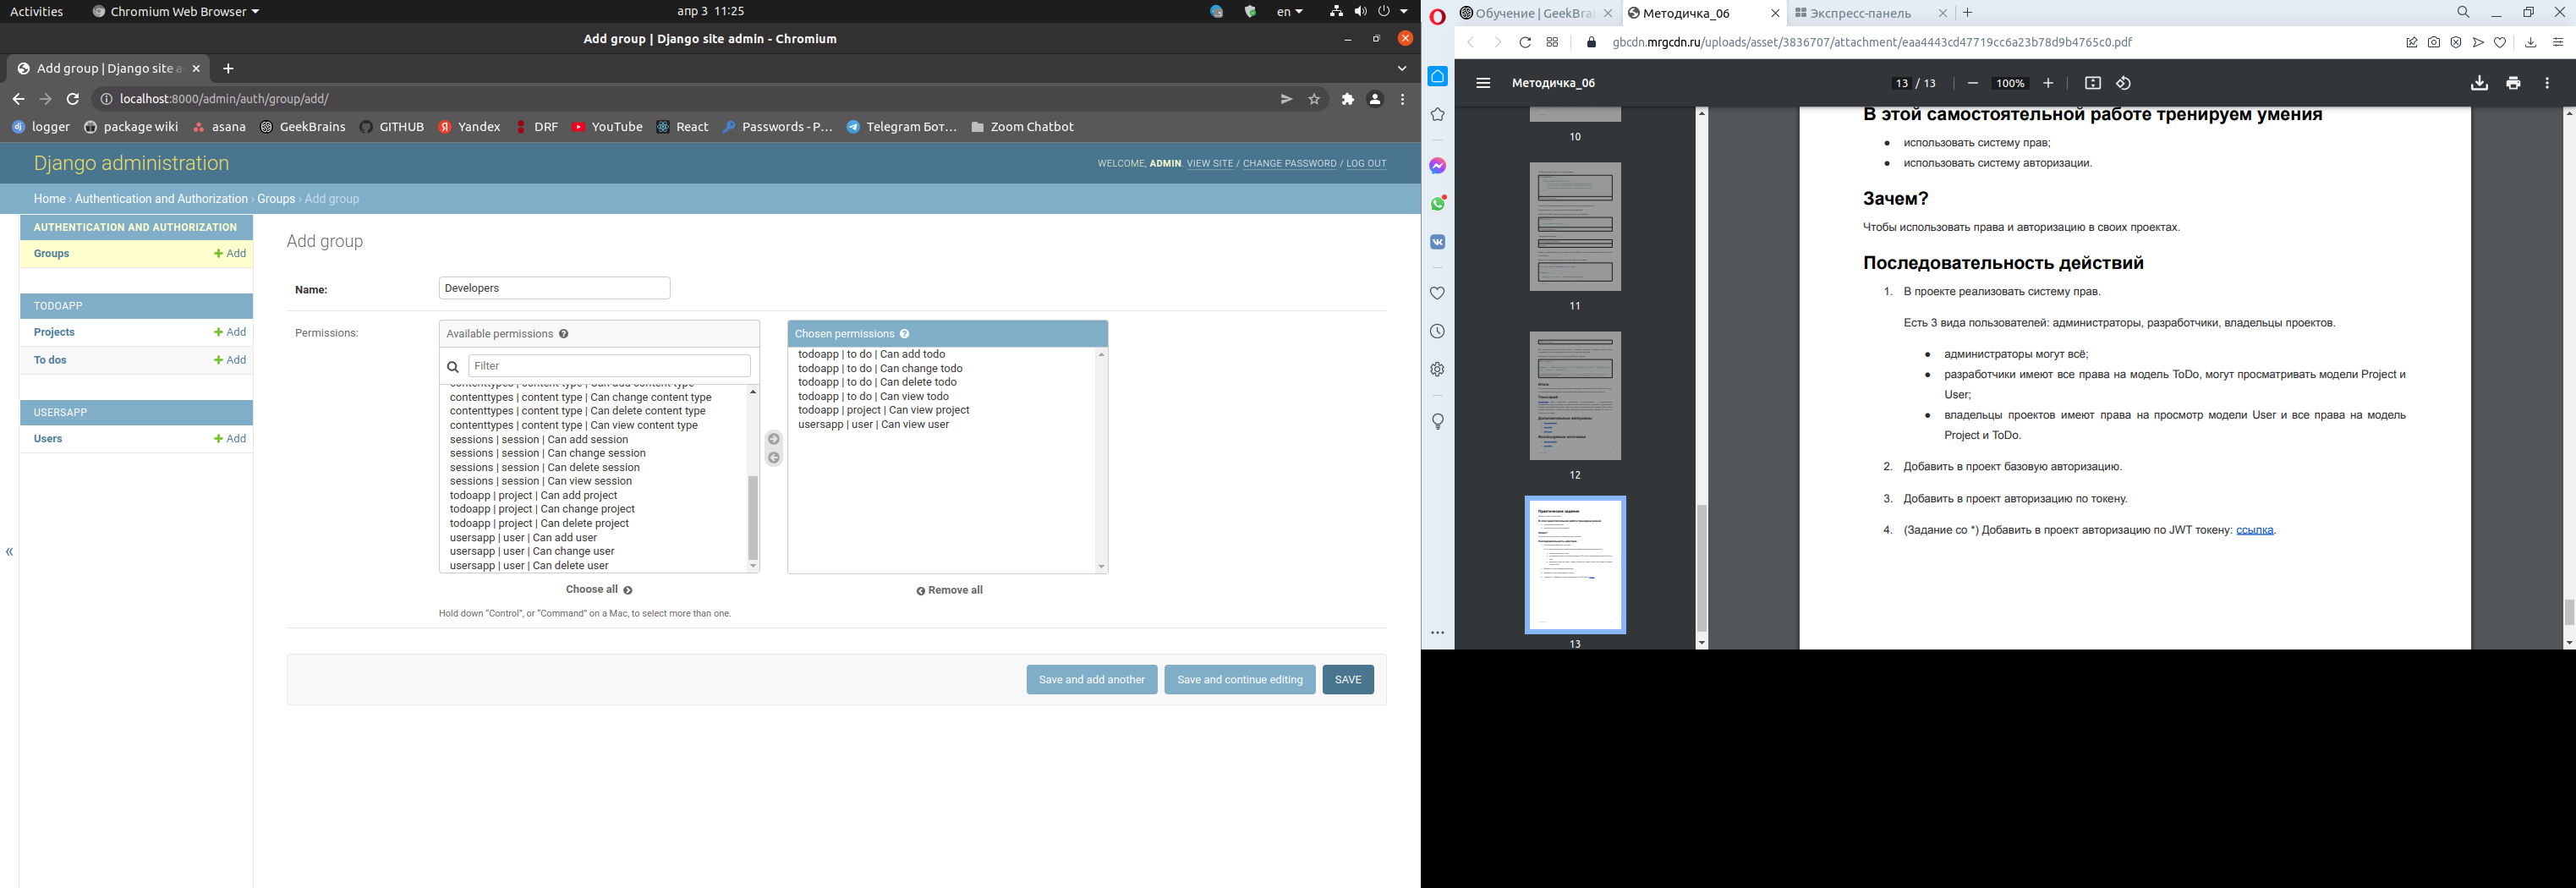 Activities
Chromium Web Browser
апр 3 11:25
en
Add group | Django site admin - Chromium
Add group | Django site a
localhost:8000/admin/auth/group/add/
logger
package wiki
asana
GeekBrains
GITHUB
Yandex
DRF
YouTube
React
Passwords - P…
Telegram Бот…
Zoom Chatbot
Django administration
WELCOME, ADMIN. VIEW SITE / CHANGE PASSWORD / LOG OUT
Home › Authentication and Authorization › Groups › Add group
AUTHENTICATION AND AUTHORIZATION
Groups
Add
TODOAPP
Projects
Add
To dos
Add
USERSAPP
Users
Add
«
Add group
Name:
Developers
Permissions:
Available permissions
Filter
contenttypes | content type | Can add content type
contenttypes | content type | Can change content type
contenttypes | content type | Can delete content type
contenttypes | content type | Can view content type
sessions | session | Can add session
sessions | session | Can change session
sessions | session | Can delete session
sessions | session | Can view session
todoapp | project | Can add project
todoapp | project | Can change project
todoapp | project | Can delete project
usersapp | user | Can add user
usersapp | user | Can change user
usersapp | user | Can delete user
Choose all
Hold down “Control”, or “Command” on a Mac, to select more than one.
Chosen permissions
todoapp | to do | Can add todo
todoapp | to do | Can change todo
todoapp | to do | Can delete todo
todoapp | to do | Can view todo
todoapp | project | Can view project
usersapp | user | Can view user
Remove all
Save and add another
Save and continue editing
SAVE
Обучение | GeekBra
Методичка_06
Экспресс-панель
gbcdn.mrgcdn.ru/uploads/asset/3836707/attachment/eaa4443cd47719cc6a23b78d9b4765c0.pdf
Методичка_06
13 / 13
100%
10
11
12
13
В этой самостоятельной работе тренируем умения
● использовать систему прав;
● использовать систему авторизации.
Зачем?
Чтобы использовать права и авторизацию в своих проектах.
Последовательность действий
1. В проекте реализовать систему прав.
Есть 3 вида пользователей: администраторы, разработчики, владельцы проектов.
● администраторы могут всё;
● разработчики имеют все права на модель ToDo, могут просматривать модели Project и
User;
● владельцы проектов имеют права на просмотр модели User и все права на модель
Project и ToDo.
2. Добавить в проект базовую авторизацию.
3. Добавить в проект авторизацию по токену.
4. (Задание со *) Добавить в проект авторизацию по JWT токену: ссылка.